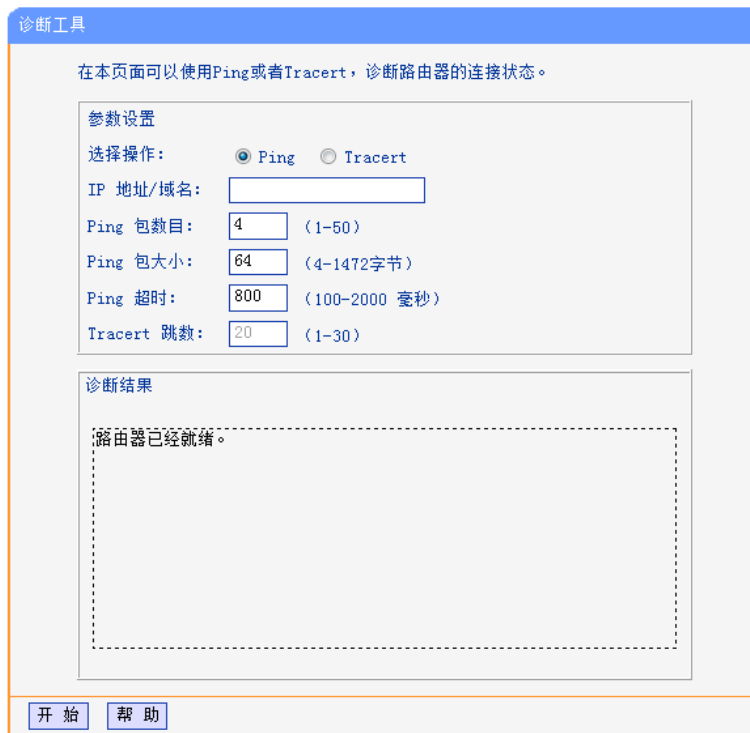 诊断工具
在本页面可以使用Ping或者Tracert，诊断路由器的连接状态。
参数设置
选择操作： Ping Tracert
IP 地址/域名：
Ping 包数目： 4 （1-50）
Ping 包大小： 64 （4-1472字节）
Ping 超时： 800 （100-2000 毫秒）
Tracert 跳数： 20 （1-30）
诊断结果
路由器已经就绪。
开 始 帮 助